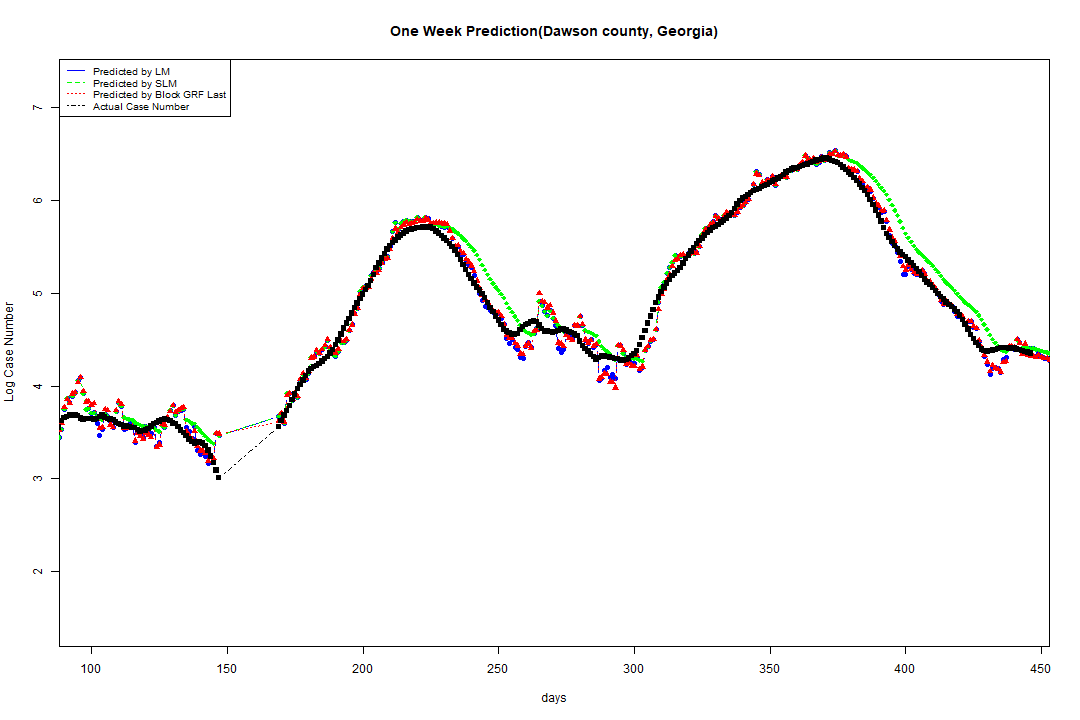 One Week Prediction(Dawson county, Georgia)
Predicted by LM
Predicted by SLM
Predicted by Block GRF Last
Actual Case Number
7
6
5
4
3
2
Log Case Number
100 150 200 250 300 350 400 450
days